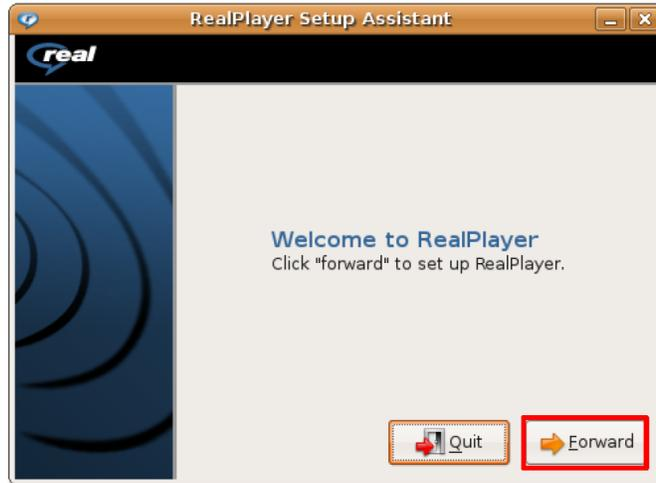 RealPlayer Setup Assistant
real
Welcome to RealPlayer
Click "forward" to set up RealPlayer.
Quit
Forward